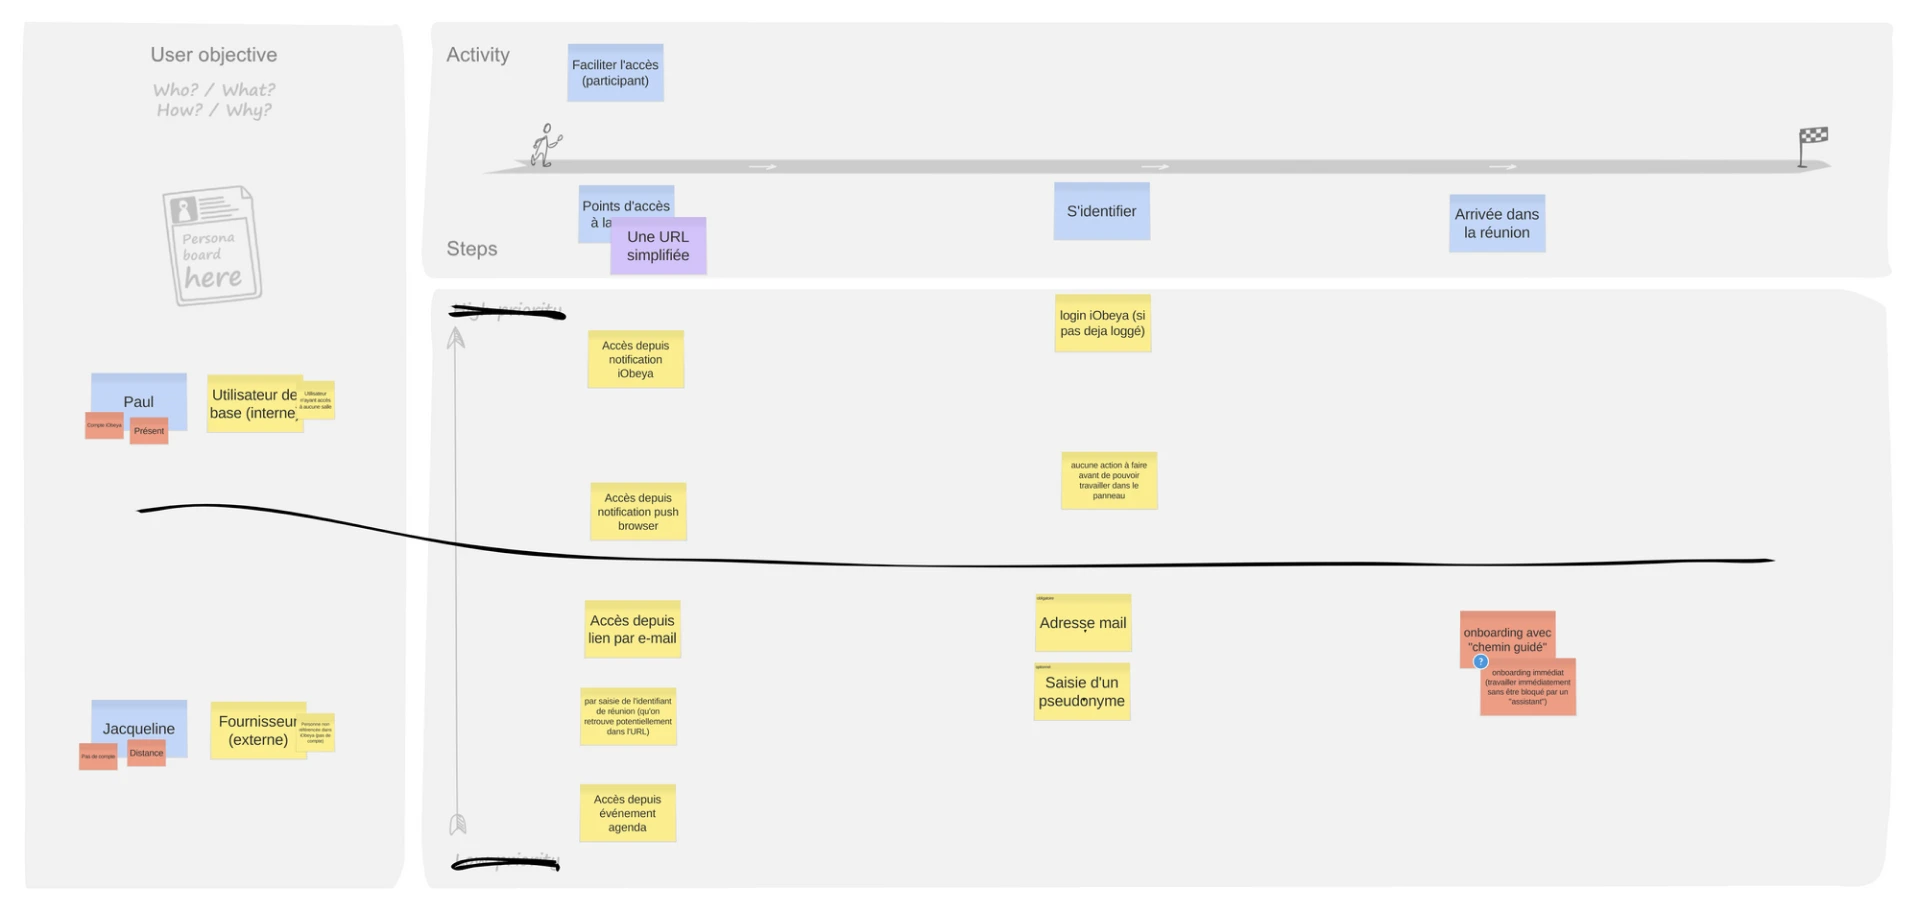 User objective
Who? / What?
How? / Why?
Persona
board
here
Paul
Compte iObeya
Présent
Utilisateur de
base (interne)
Utilisateur
n'ayant accès
à aucune salle
Jacqueline
Pas de compte
Distance
Fournisseur
(externe)
Personne non
référencée dans
iObeya (pas de
compte)
Activity
Faciliter l'accès
(participant)
Steps
Points d'accès
à la
Une URL
simplifiée
S'identifier
Arrivée dans
la réunion
High priority
Accès depuis
notification
iObeya
login iObeya (si
pas deja loggé)
Accès depuis
notification push
browser
aucune action à faire
avant de pouvoir
travailler dans le
panneau
Accès depuis
lien par e-mail
obligatoire
Adresse mail
optionnel
Saisie d'un
pseudonyme
onboarding avec
"chemin guidé"
?
onboarding immédiat
(travailler immédiatement
sans être bloqué par un
"assistant")
par saisie de l'identifiant
de réunion (qu'on
retrouve potentiellement
dans l'URL)
Accès depuis
événement
agenda
Low priority